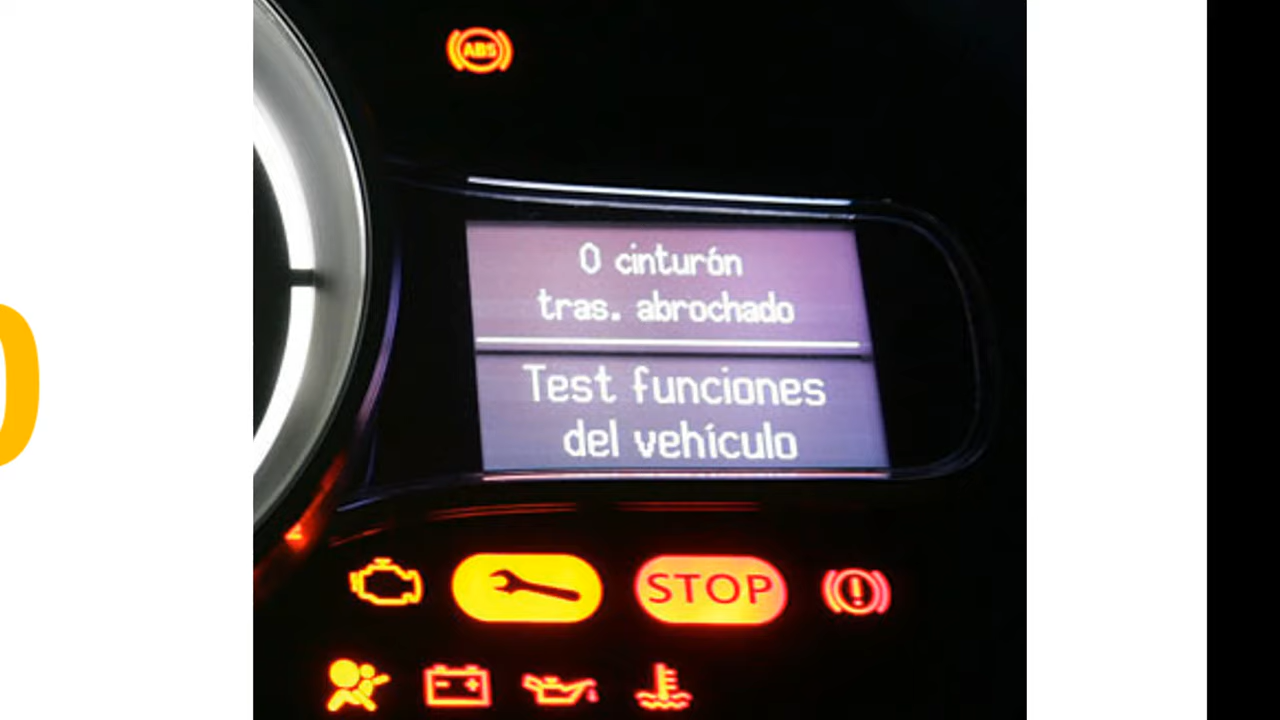 ABS
0 cinturón
tras. abrochado
Test funciones
del vehículo
STOP